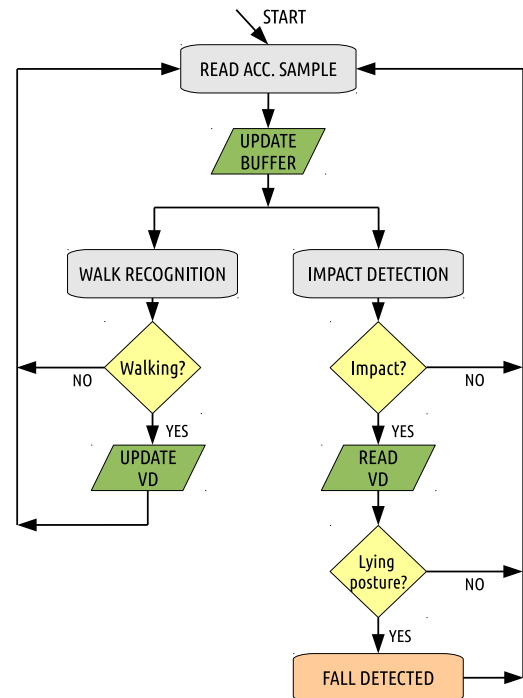 START
READ ACC. SAMPLE
UPDATE
BUFFER
WALK RECOGNITION
IMPACT DETECTION
Walking?
NO
YES
UPDATE
VD
Impact?
NO
YES
READ
VD
Lying
posture?
NO
YES
FALL DETECTED